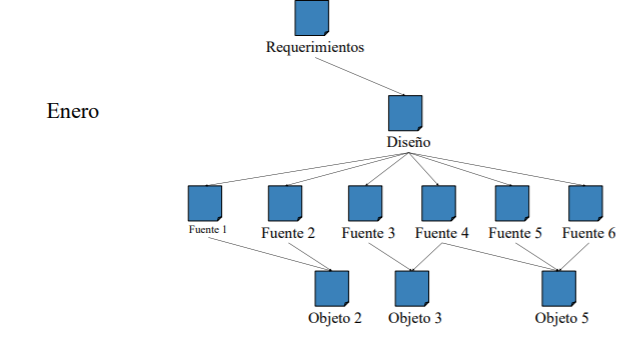 Requerimientos
Enero
Diseño
Fuente 1
Fuente 2
Fuente 3
Fuente 4
Fuente 5
Fuente 6
Objeto 2
Objeto 3
Objeto 5